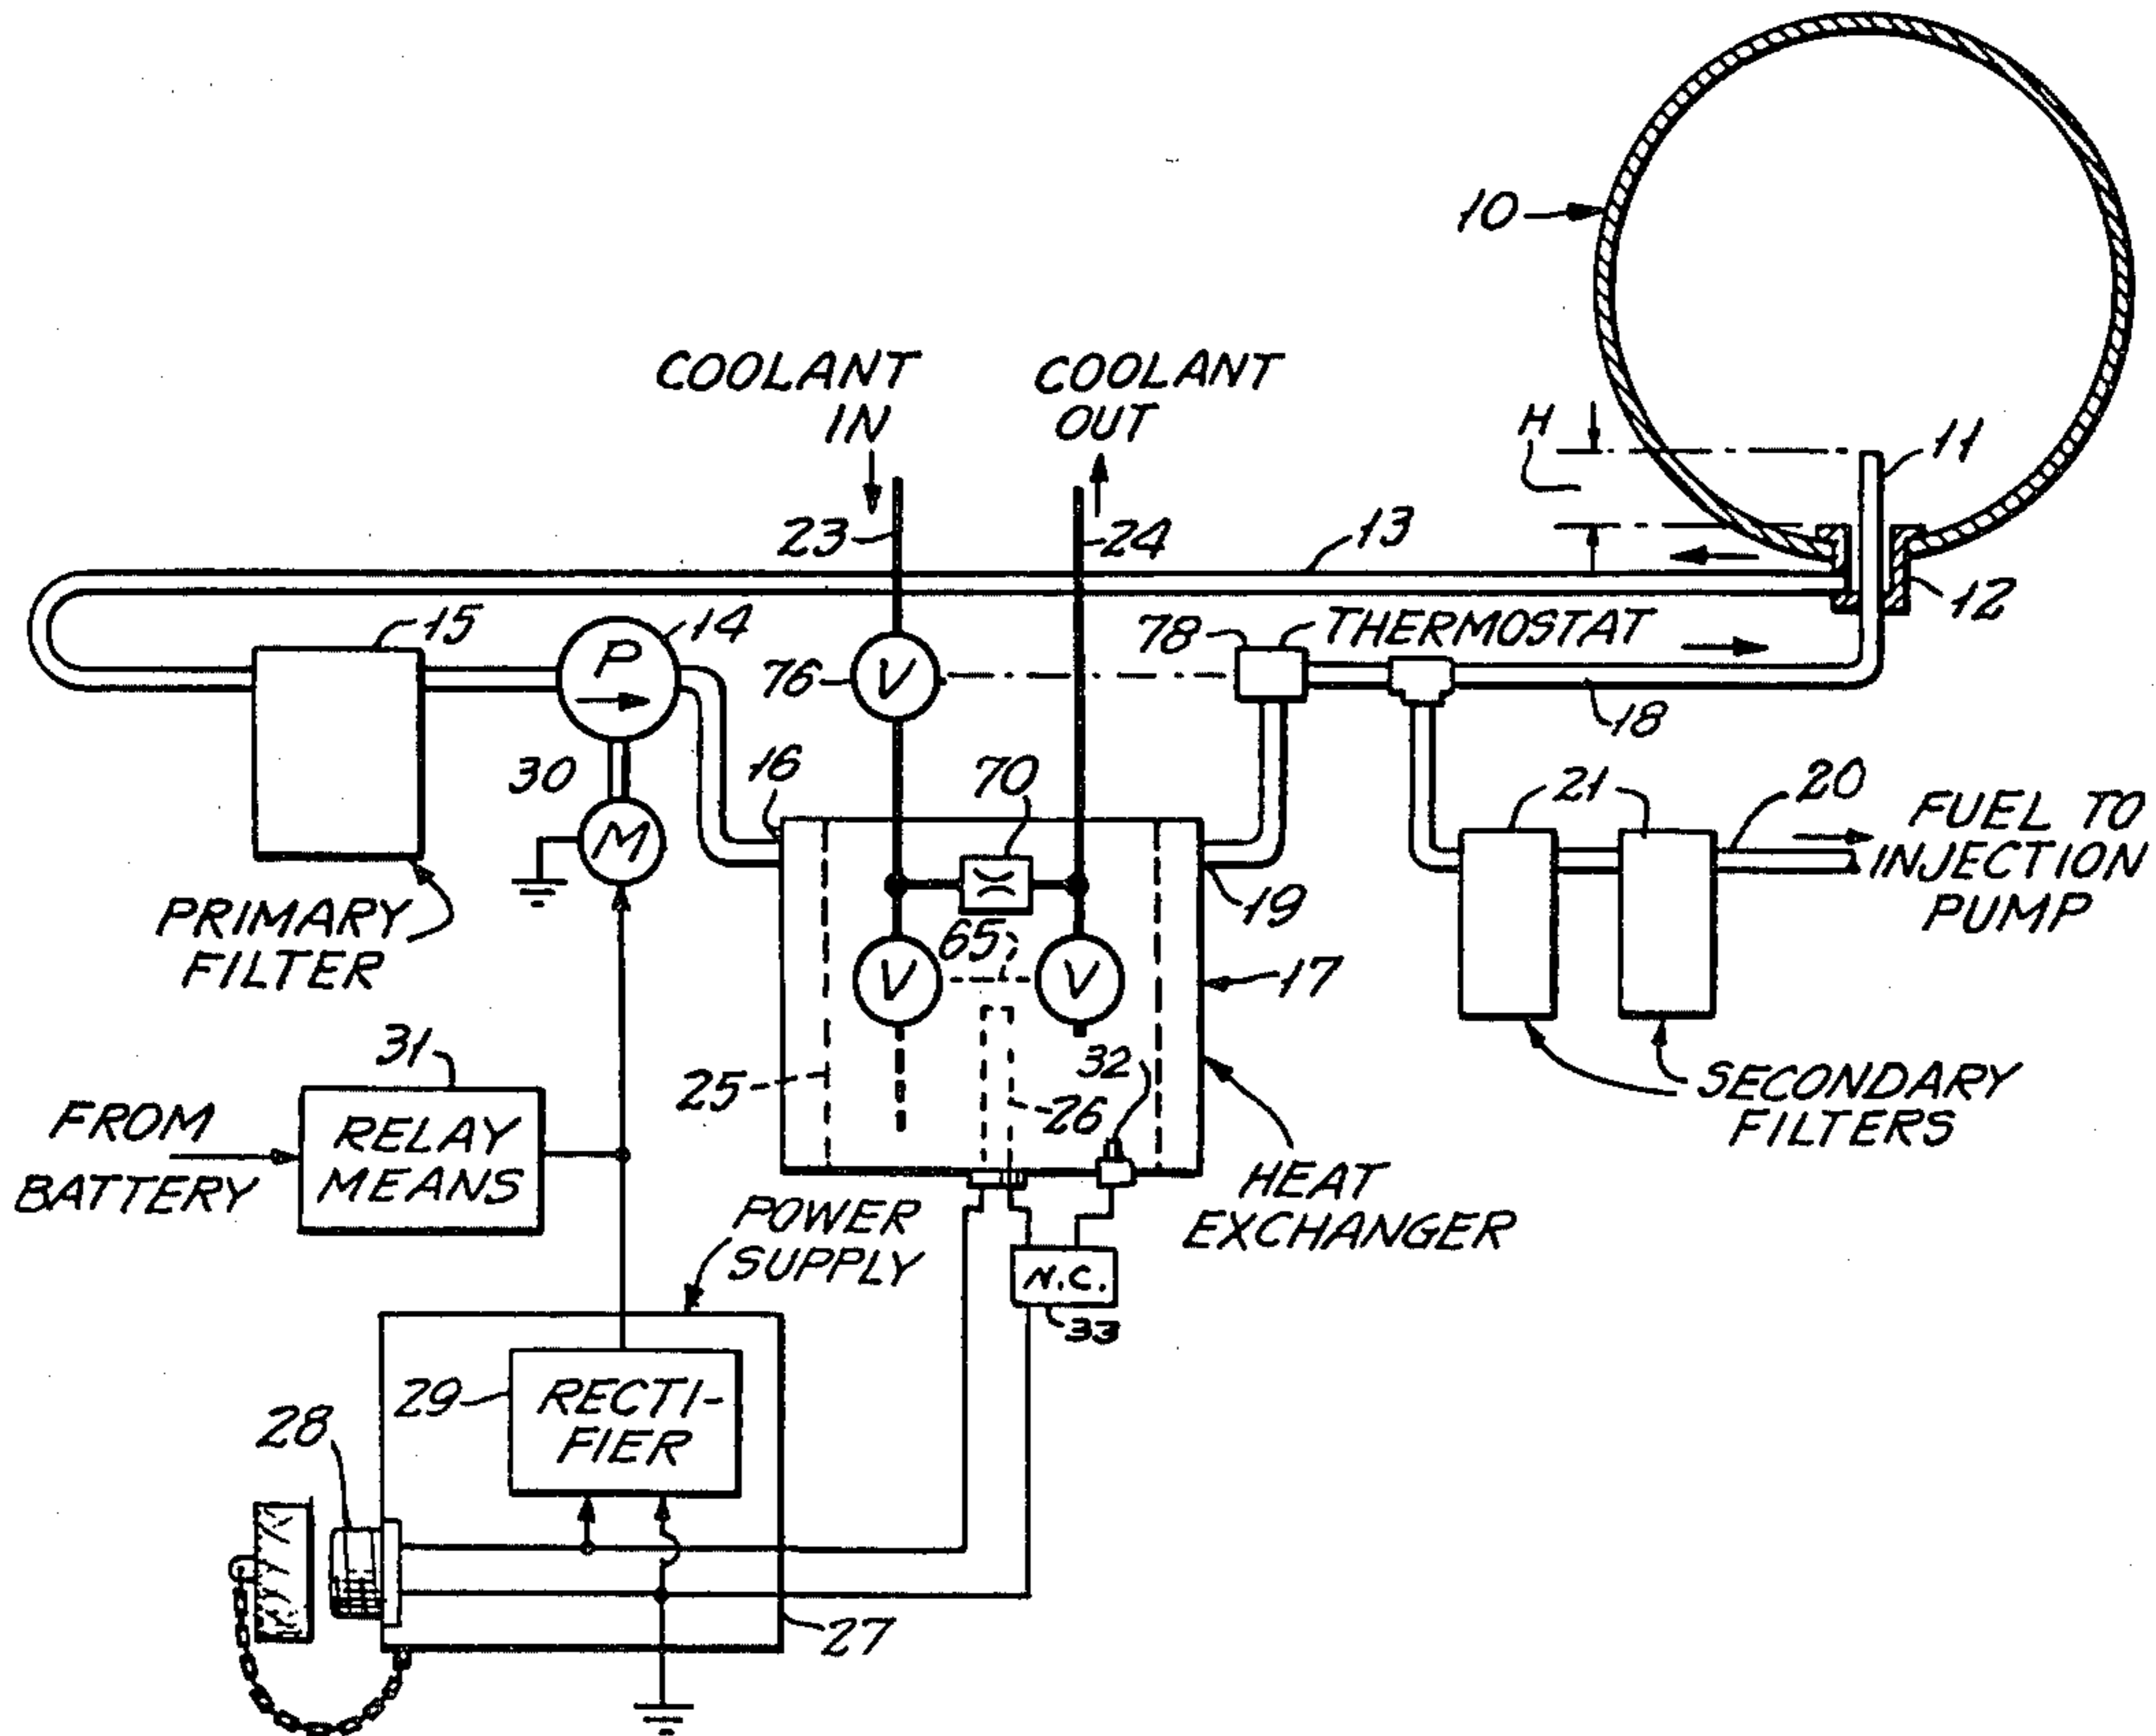 10
COOLANT
IN
COOLANT
OUT
H
11
23
24
13
12
15
14
P
76
V
78
THERMOSTAT
18
30
M
16
70
21
20
FUEL TO
INJECTION
PUMP
19
PRIMARY
FILTER
65
V
V
17
31
25
26
32
SECONDARY
FILTERS
FROM
BATTERY
RELAY
MEANS
HEAT
EXCHANGER
POWER
SUPPLY
N.C.
33
29
RECTI-
FIER
28
27